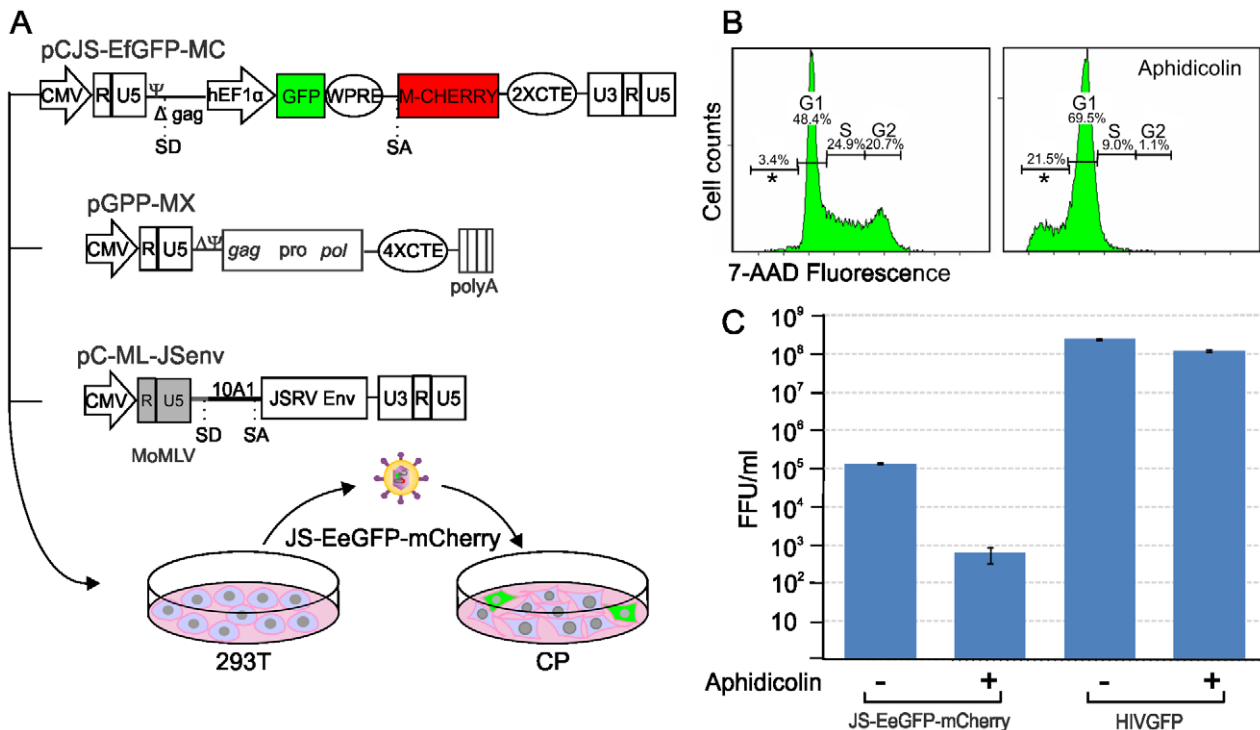 A
pCJS-EfGFP-MC
CMV R U5 Ψ Δ gag hEF1α GFP WPRE M-CHERRY 2XCTE U3 R U5
SD SA
pGPP-MX
CMV R U5 ΔΨ gag pro pol 4XCTE
polyA
pC-ML-JSenv
CMV R U5 10A1 JSRV Env U3 R U5
SD SA
MoMLV
JS-EeGFP-mCherry
293T CP
B
Aphidicolin
G1
48.4%
S G2
24.9% 20.7%
3.4%
*
G1
69.5%
S G2
9.0% 1.1%
21.5%
*
Cell counts
7-AAD Fluorescence
C
FFU/ml
10⁹
10⁸
10⁷
10⁶
10⁵
10⁴
10³
10²
10
Aphidicolin - + - +
JS-EeGFP-mCherry HIVGFP